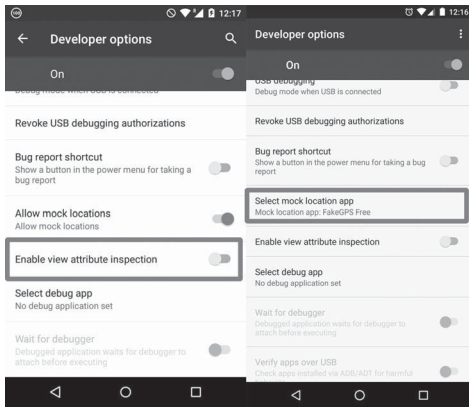 12:17
Developer options
On
Debug mode when USB is connected
Revoke USB debugging authorizations
Bug report shortcut
Show a button in the power menu for taking a
bug report
Allow mock locations
Allow mock locations
Enable view attribute inspection
Select debug app
No debug application set
Wait for debugger
Debugged application waits for debugger to
attach before executing
12:16
Developer options
On
USB debugging
Debug mode when USB is connected
Revoke USB debugging authorizations
Bug report shortcut
Show a button in the power menu for taking a bug
report
Select mock location app
Mock location app: FakeGPS Free
Enable view attribute inspection
Select debug app
No debug application set
Wait for debugger
Debugged application waits for debugger to
attach before executing
Verify apps over USB
Check apps installed via ADB/ADT for harmful